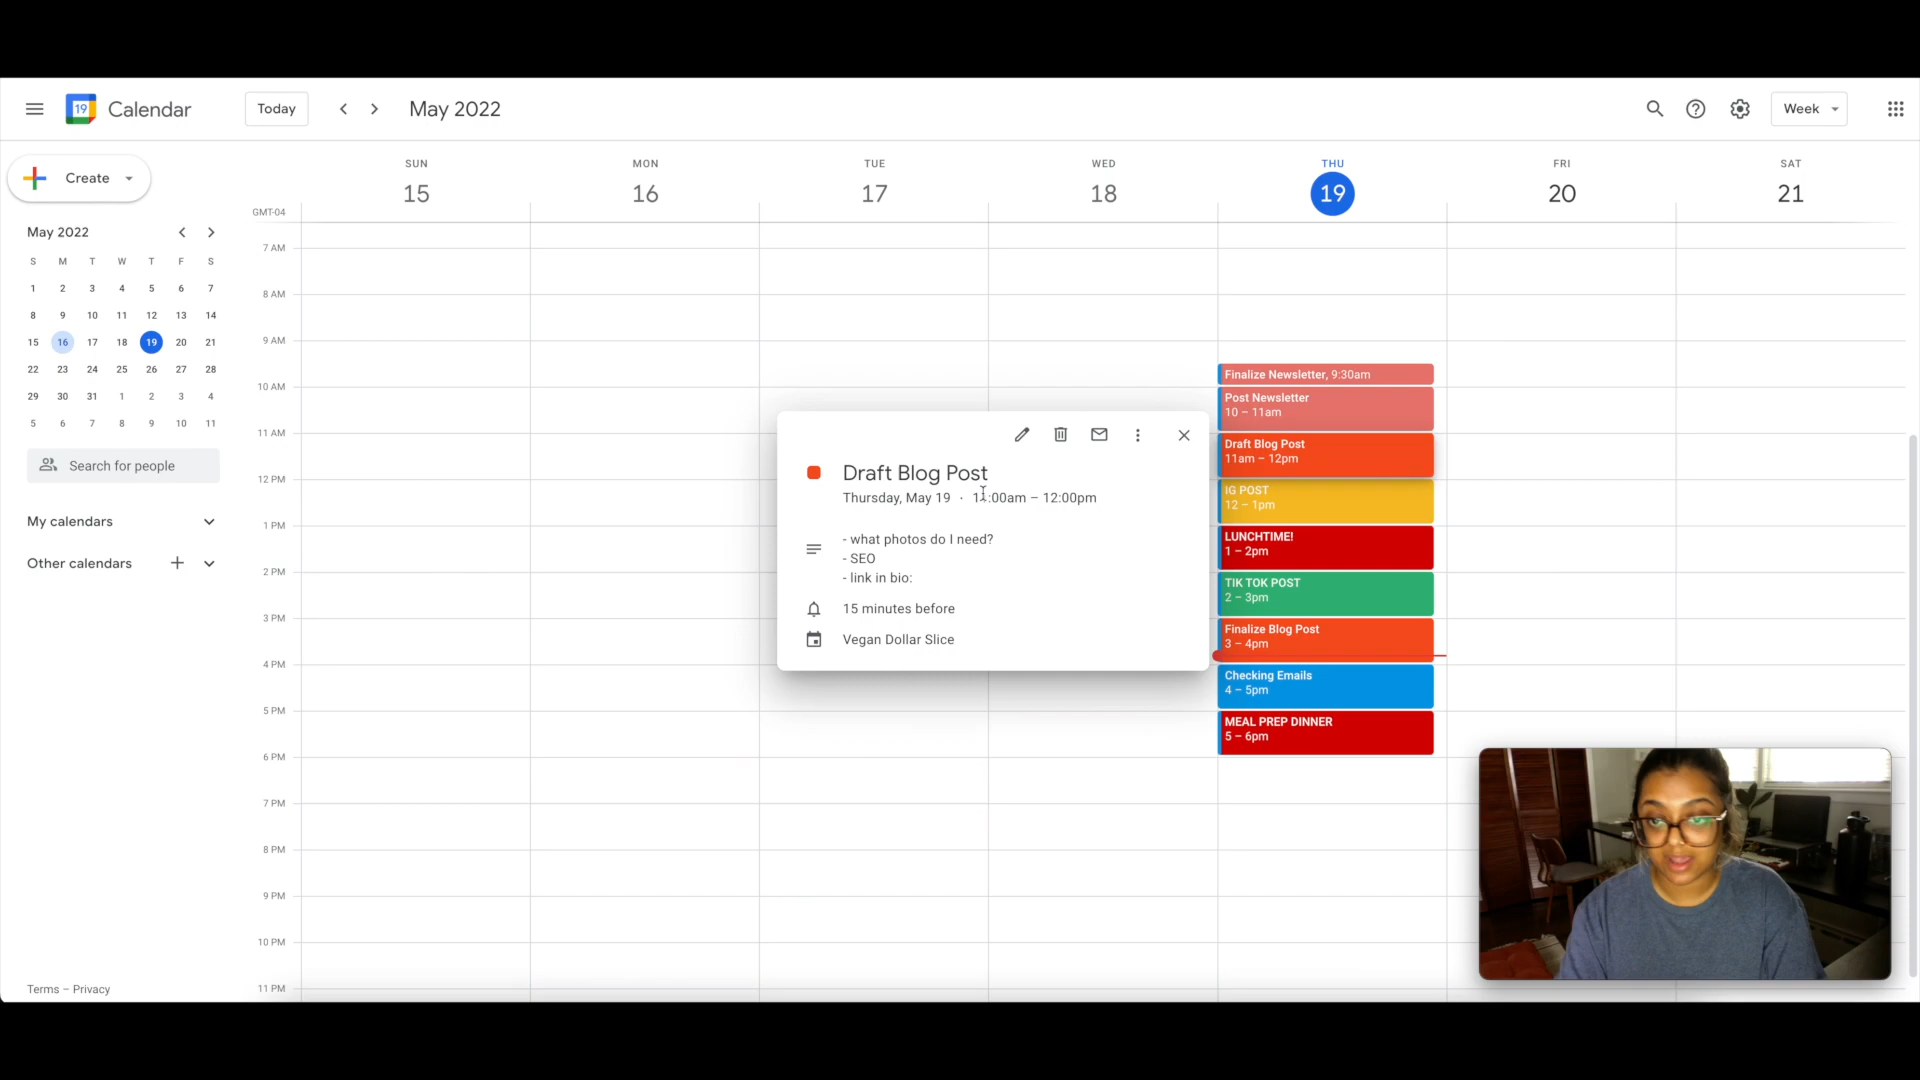 19 Calendar
Today
May 2022
Week
Create
May 2022
S M T W T F S
1 2 3 4 5 6 7
8 9 10 11 12 13 14
15 16 17 18 19 20 21
22 23 24 25 26 27 28
29 30 31 1 2 3 4
5 6 7 8 9 10 11
Search for people
My calendars
Other calendars
Terms – Privacy
SUN MON TUE WED THU FRI SAT
15 16 17 18 19 20 21
GMT-04
7 AM
8 AM
9 AM
10 AM
11 AM
12 PM
1 PM
2 PM
3 PM
4 PM
5 PM
6 PM
7 PM
8 PM
9 PM
10 PM
11 PM
Draft Blog Post
Thursday, May 19 · 11:00am – 12:00pm
- what photos do I need?
- SEO
- link in bio:
15 minutes before
Vegan Dollar Slice
Finalize Newsletter, 9:30am
Post Newsletter
10 – 11am
Draft Blog Post
11am – 12pm
IG POST
12 – 1pm
LUNCHTIME!
1 – 2pm
TIK TOK POST
2 – 3pm
Finalize Blog Post
3 – 4pm
Checking Emails
4 – 5pm
MEAL PREP DINNER
5 – 6pm